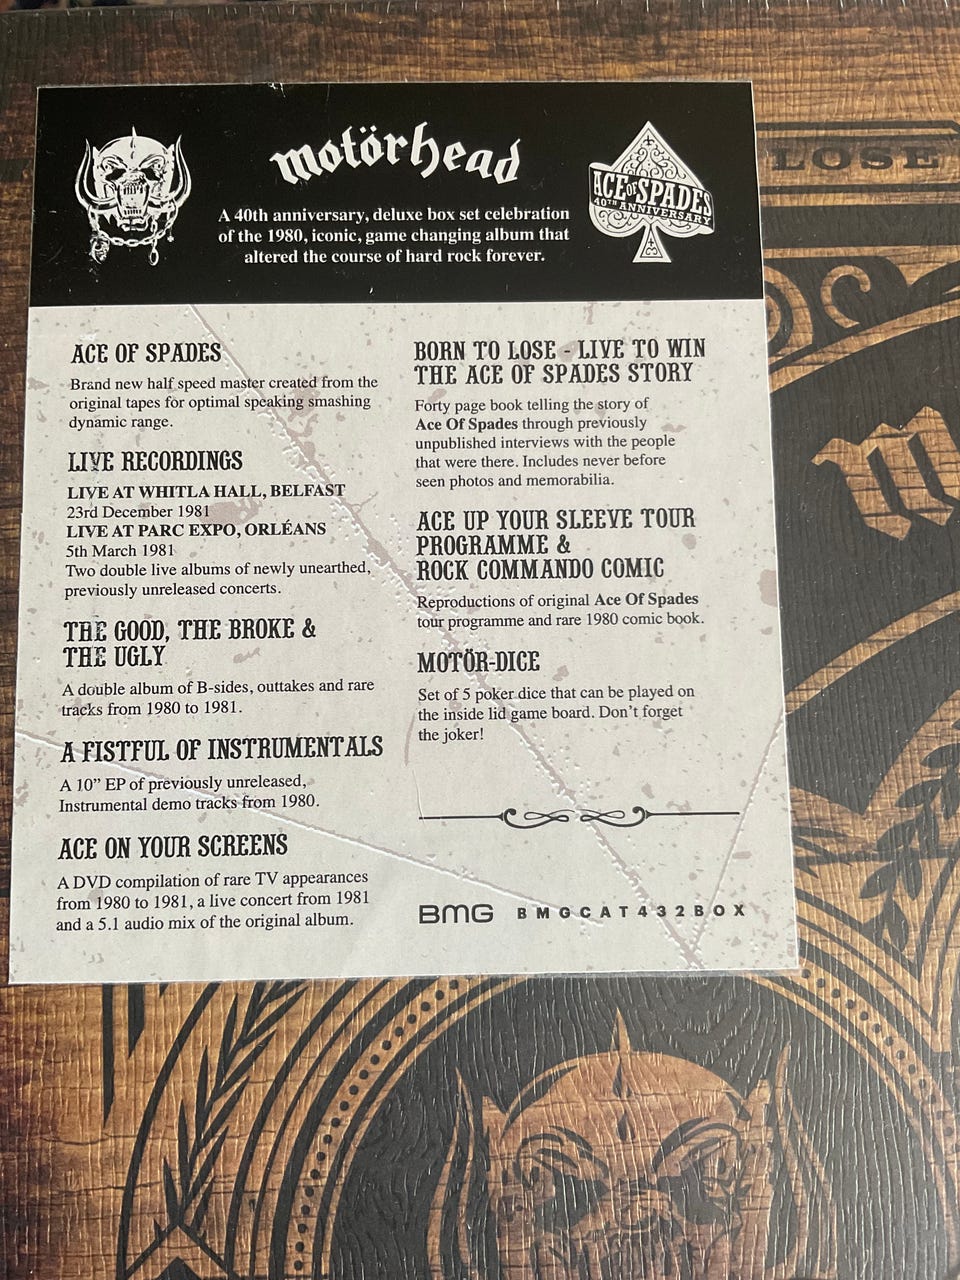 motörhead
ACE OF SPADES
40TH ANNIVERSARY
A 40th anniversary, deluxe box set celebration
of the 1980, iconic, game changing album that
altered the course of hard rock forever.
LOSE
ACE OF SPADES
Brand new half speed master created from the
original tapes for optimal speaking smashing
dynamic range.
LIVE RECORDINGS
LIVE AT WHITLA HALL, BELFAST
23rd December 1981
LIVE AT PARC EXPO, ORLÉANS
5th March 1981
Two double live albums of newly unearthed,
previously unreleased concerts.
THE GOOD, THE BROKE &
THE UGLY
A double album of B-sides, outtakes and rare
tracks from 1980 to 1981.
A FISTFUL OF INSTRUMENTALS
A 10” EP of previously unreleased,
Instrumental demo tracks from 1980.
ACE ON YOUR SCREENS
A DVD compilation of rare TV appearances
from 1980 to 1981, a live concert from 1981
and a 5.1 audio mix of the original album.
BORN TO LOSE - LIVE TO WIN
THE ACE OF SPADES STORY
Forty page book telling the story of
Ace Of Spades through previously
unpublished interviews with the people
that were there. Includes never before
seen photos and memorabilia.
ACE UP YOUR SLEEVE TOUR
PROGRAMME &
ROCK COMMANDO COMIC
Reproductions of original Ace Of Spades
tour programme and rare 1980 comic book.
MOTÖR-DICE
Set of 5 poker dice that can be played on
the inside lid game board. Don’t forget
the joker!
BMG BMGCAT432BOX
m